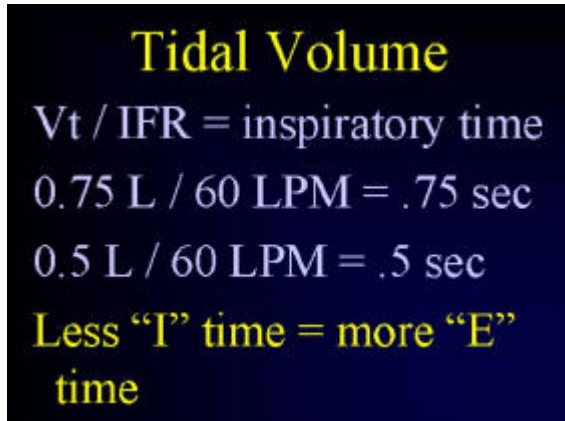 Tidal Volume
Vt / IFR = inspiratory time
0.75 L / 60 LPM = .75 sec
0.5 L / 60 LPM = .5 sec
Less “I” time = more “E”
time